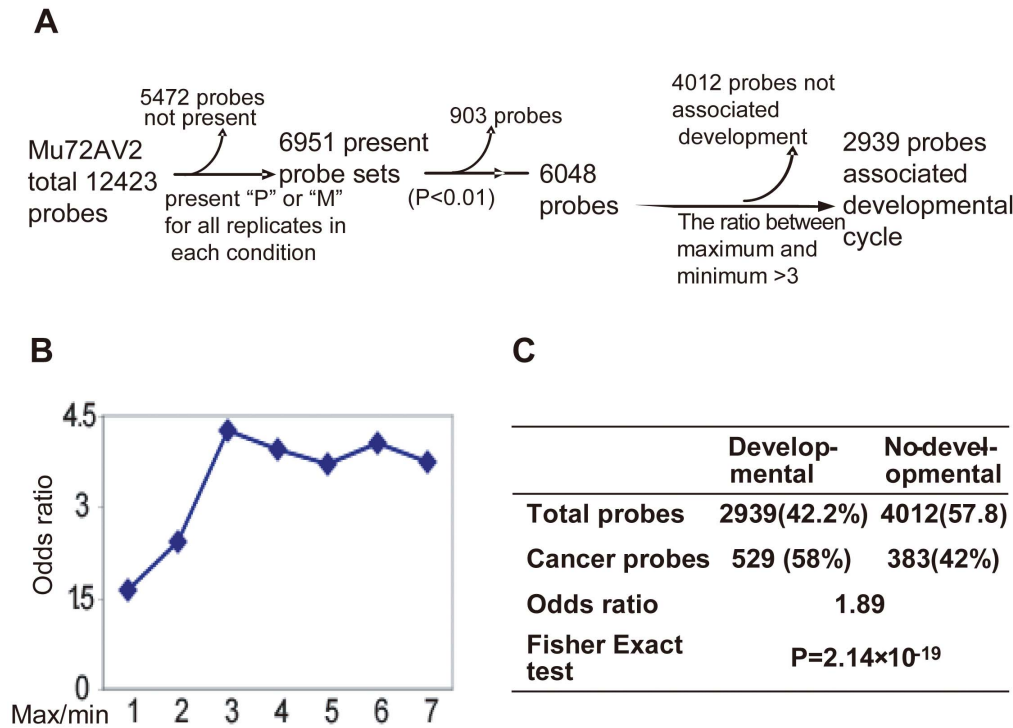 A
Mu72AV2
total 12423
probes
5472 probes
not present
present “P” or “M”
for all replicates in
each condition
6951 present
probe sets
903 probes
(P<0.01)
6048
probes
4012 probes not
associated
development
The ratio between
maximum and
minimum >3
2939 probes
associated
developmental
cycle
B
Odds ratio
4.5
3
1.5
0
Max/min 1 2 3 4 5 6 7
C
Develop-
mental
No-devel-
opmental
Total probes 2939(42.2%) 4012(57.8)
Cancer probes 529 (58%) 383(42%)
Odds ratio 1.89
Fisher Exact
test
P=2.14×10-19